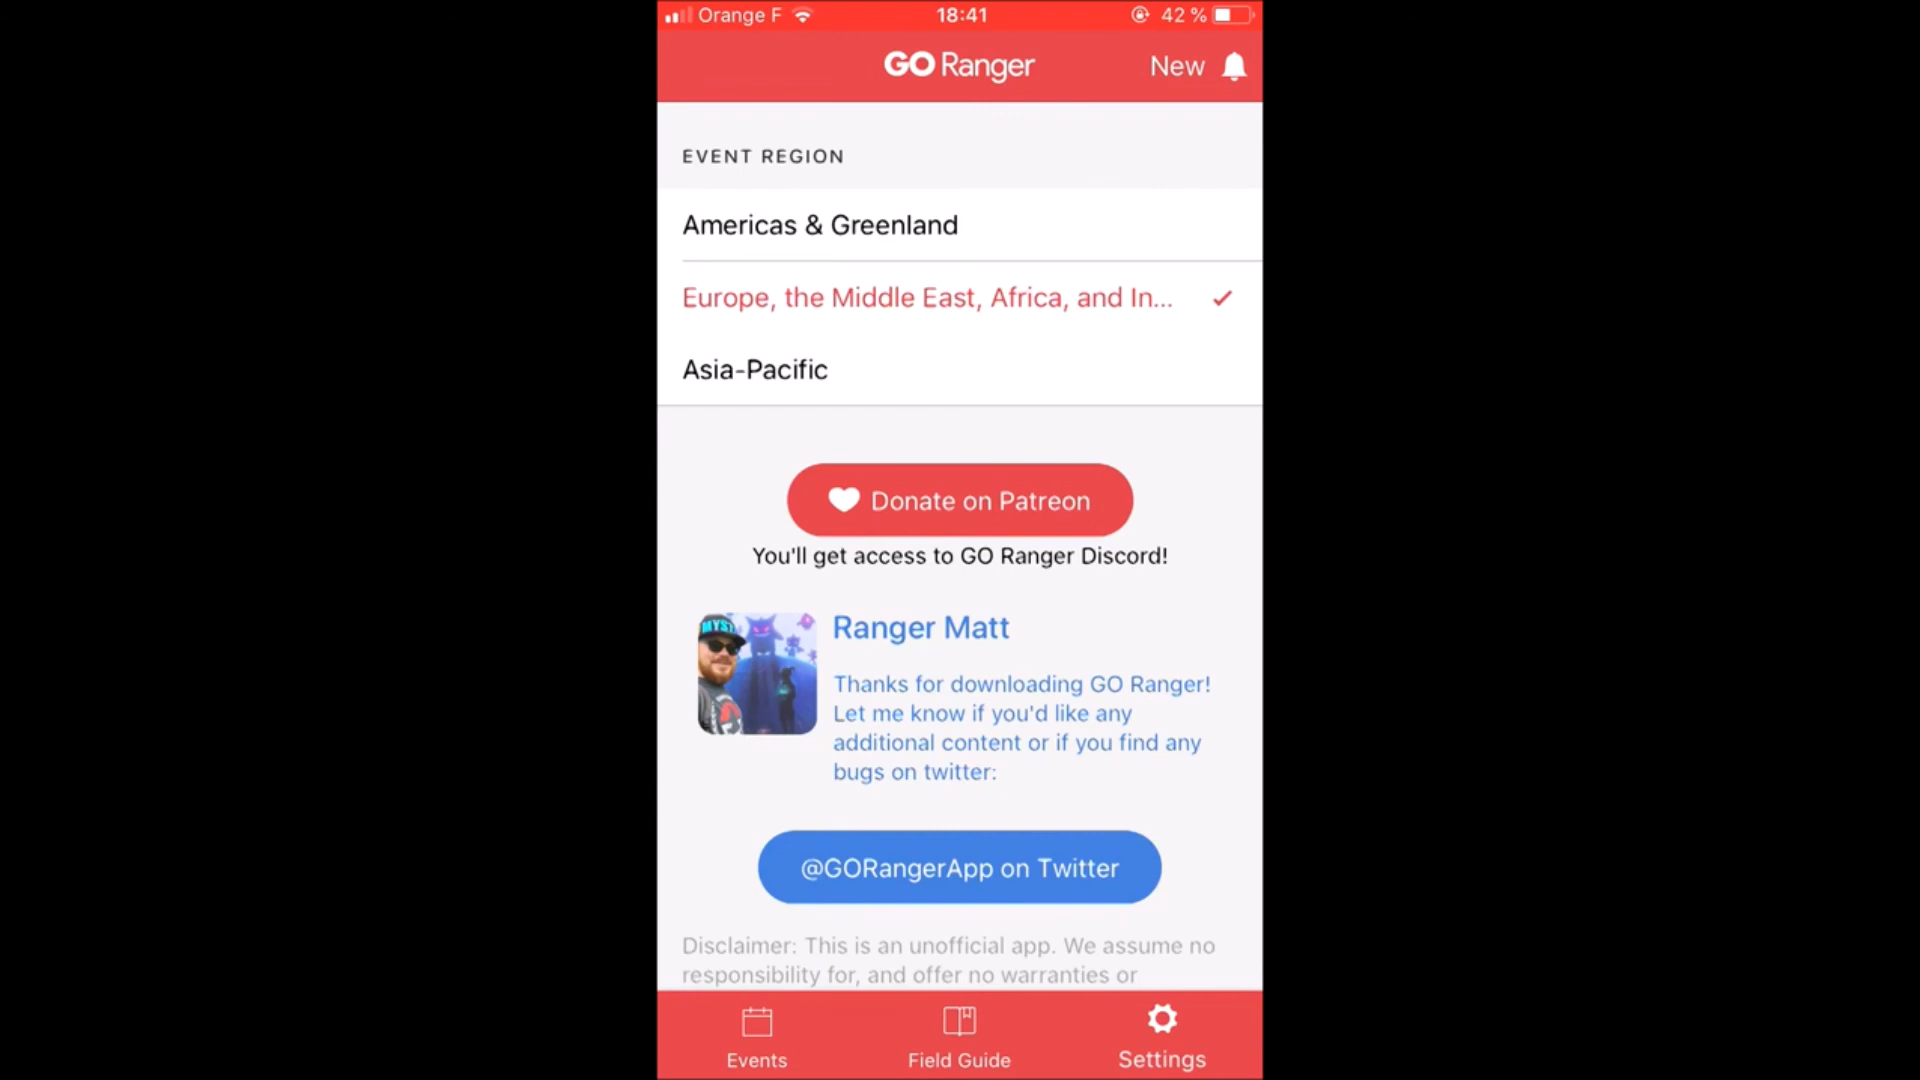 Orange F 18:41 42 %
GO Ranger New
EVENT REGION
Americas & Greenland
Europe, the Middle East, Africa, and In...
Asia-Pacific
Donate on Patreon
You'll get access to GO Ranger Discord!
MYST
Ranger Matt
Thanks for downloading GO Ranger!
Let me know if you'd like any
additional content or if you find any
bugs on twitter:
@GORangerApp on Twitter
Disclaimer: This is an unofficial app. We assume no
responsibility for, and offer no warranties or
Events Field Guide Settings